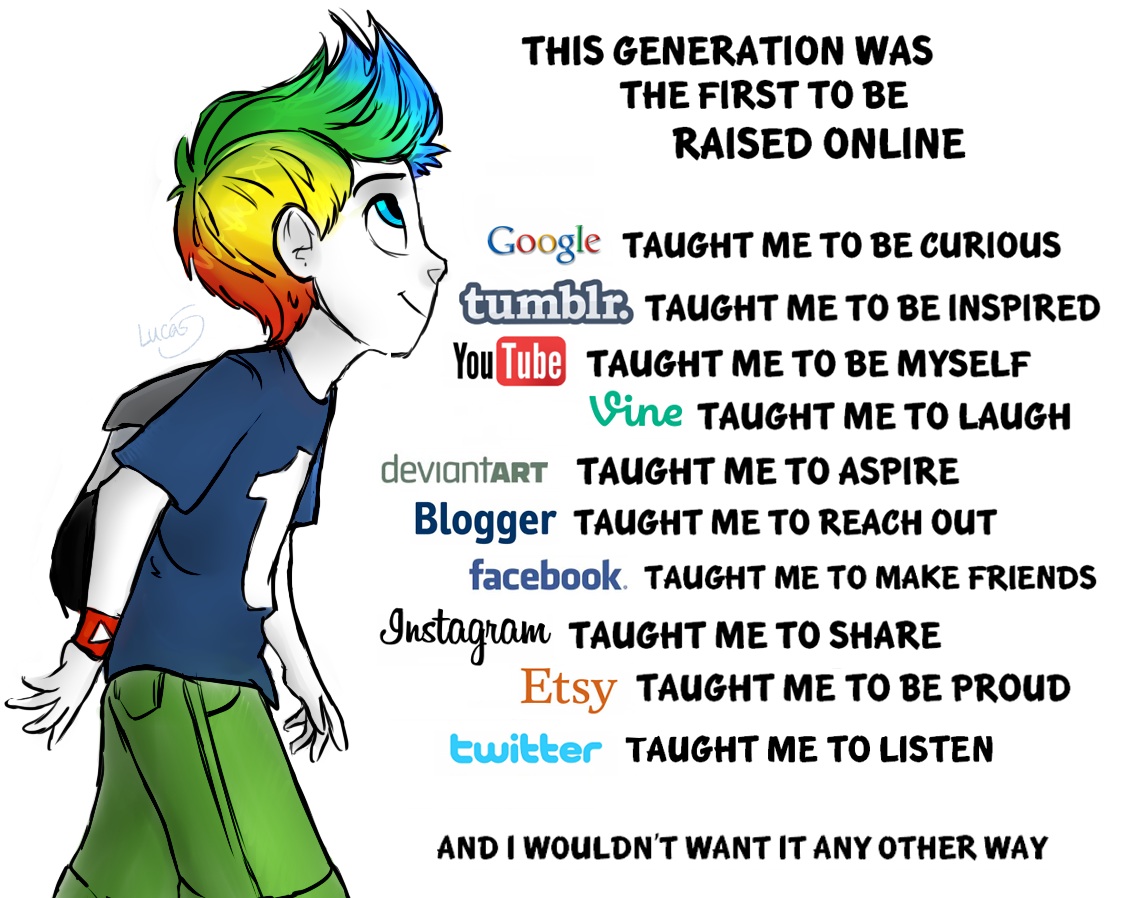 THIS GENERATION WAS
THE FIRST TO BE
RAISED ONLINE
Google TAUGHT ME TO BE CURIOUS
tumblr. TAUGHT ME TO BE INSPIRED
YouTube TAUGHT ME TO BE MYSELF
Vine TAUGHT ME TO LAUGH
deviantART TAUGHT ME TO ASPIRE
Blogger TAUGHT ME TO REACH OUT
facebook. TAUGHT ME TO MAKE FRIENDS
Instagram TAUGHT ME TO SHARE
Etsy TAUGHT ME TO BE PROUD
twitter TAUGHT ME TO LISTEN
AND I WOULDN'T WANT IT ANY OTHER WAY
Lucas
1